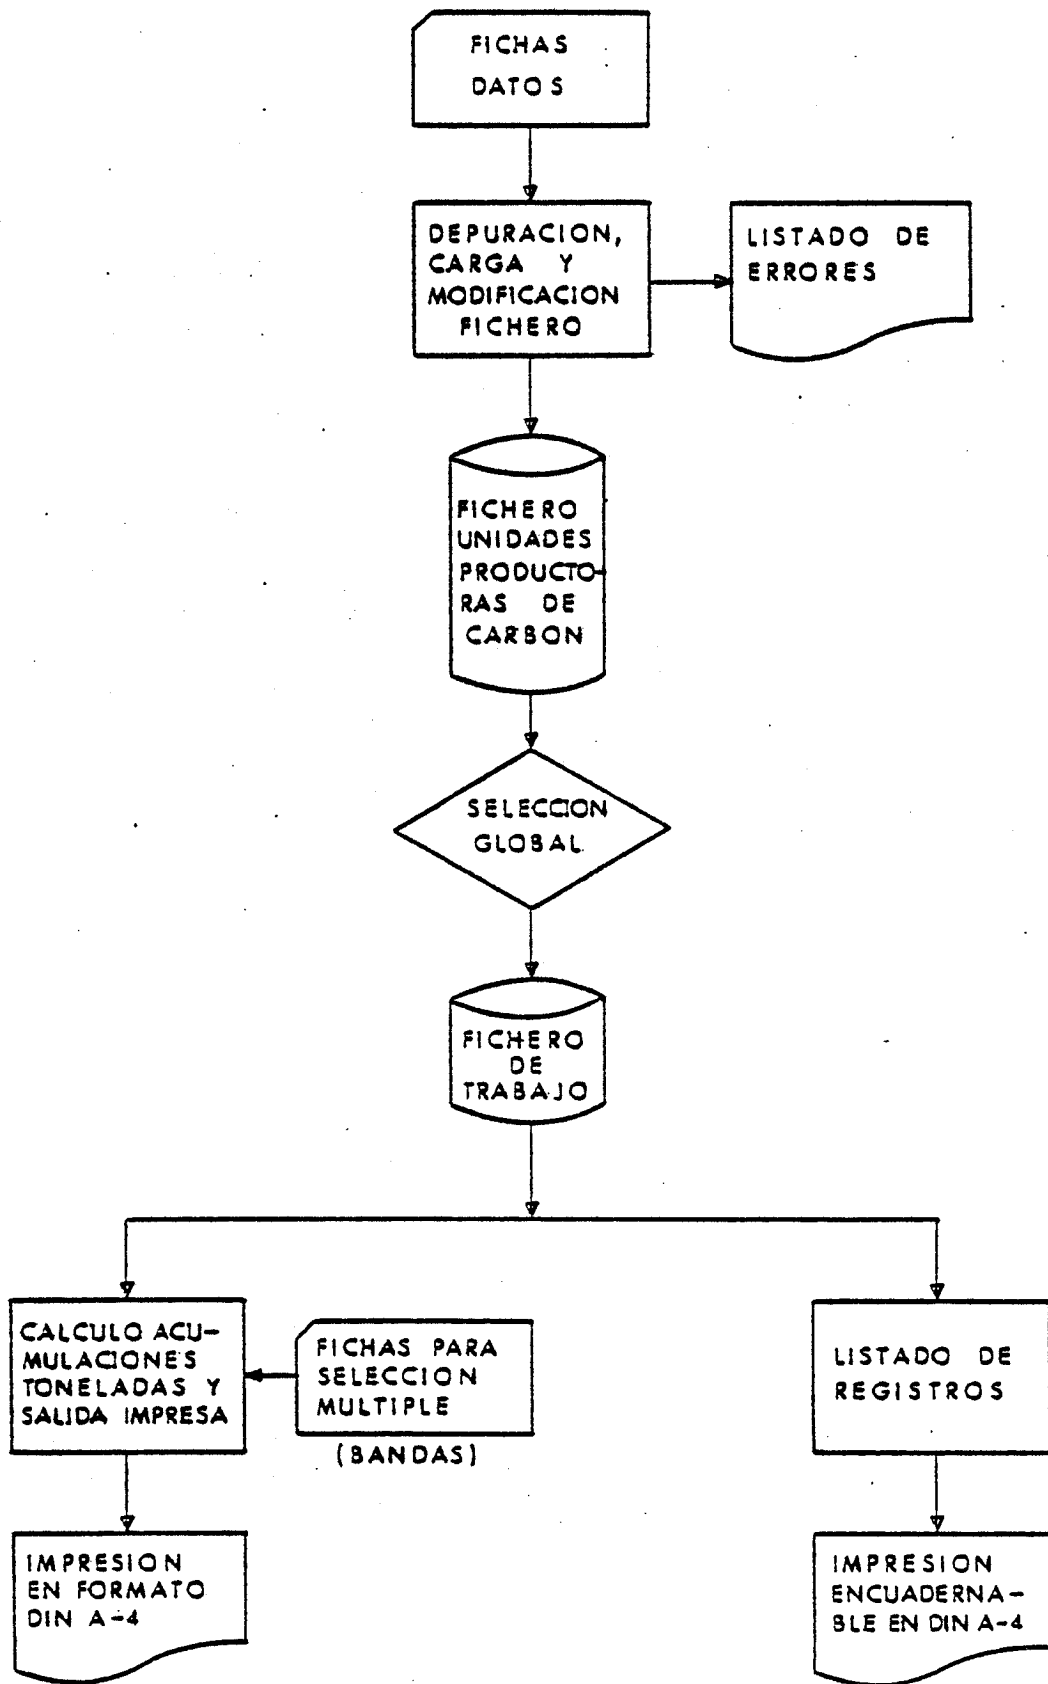 FICHAS
DATOS
DEPURACION,
CARGA Y
MODIFICACION
FICHERO
LISTADO DE
ERRORES
FICHERO
UNIDADES
PRODUCTO-
RAS DE
CARBON
SELECCION
GLOBAL
FICHERO
DE
TRABAJO
CALCULO ACU-
MULACIONES
TONELADAS Y
SALIDA IMPRESA
FICHAS PARA
SELECCION
MULTIPLE
(BANDAS)
LISTADO DE
REGISTROS
IMPRESION
EN FORMATO
DIN A-4
IMPRESION
ENCUADERNA-
BLE EN DIN A-4